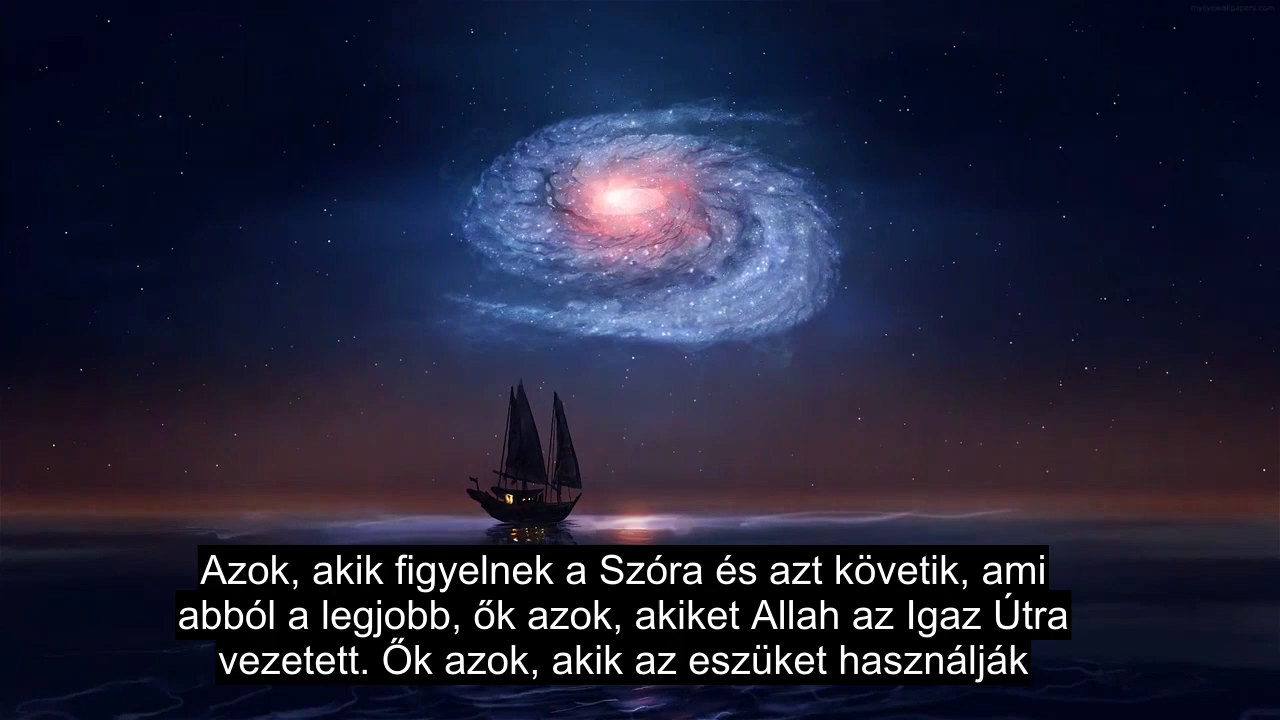 Azok, akik figyelnek a Szóra és azt követik, ami
abból a legjobb, ők azok, akiket Allah az Igaz Útra
vezetett. Ők azok, akik az eszüket használják